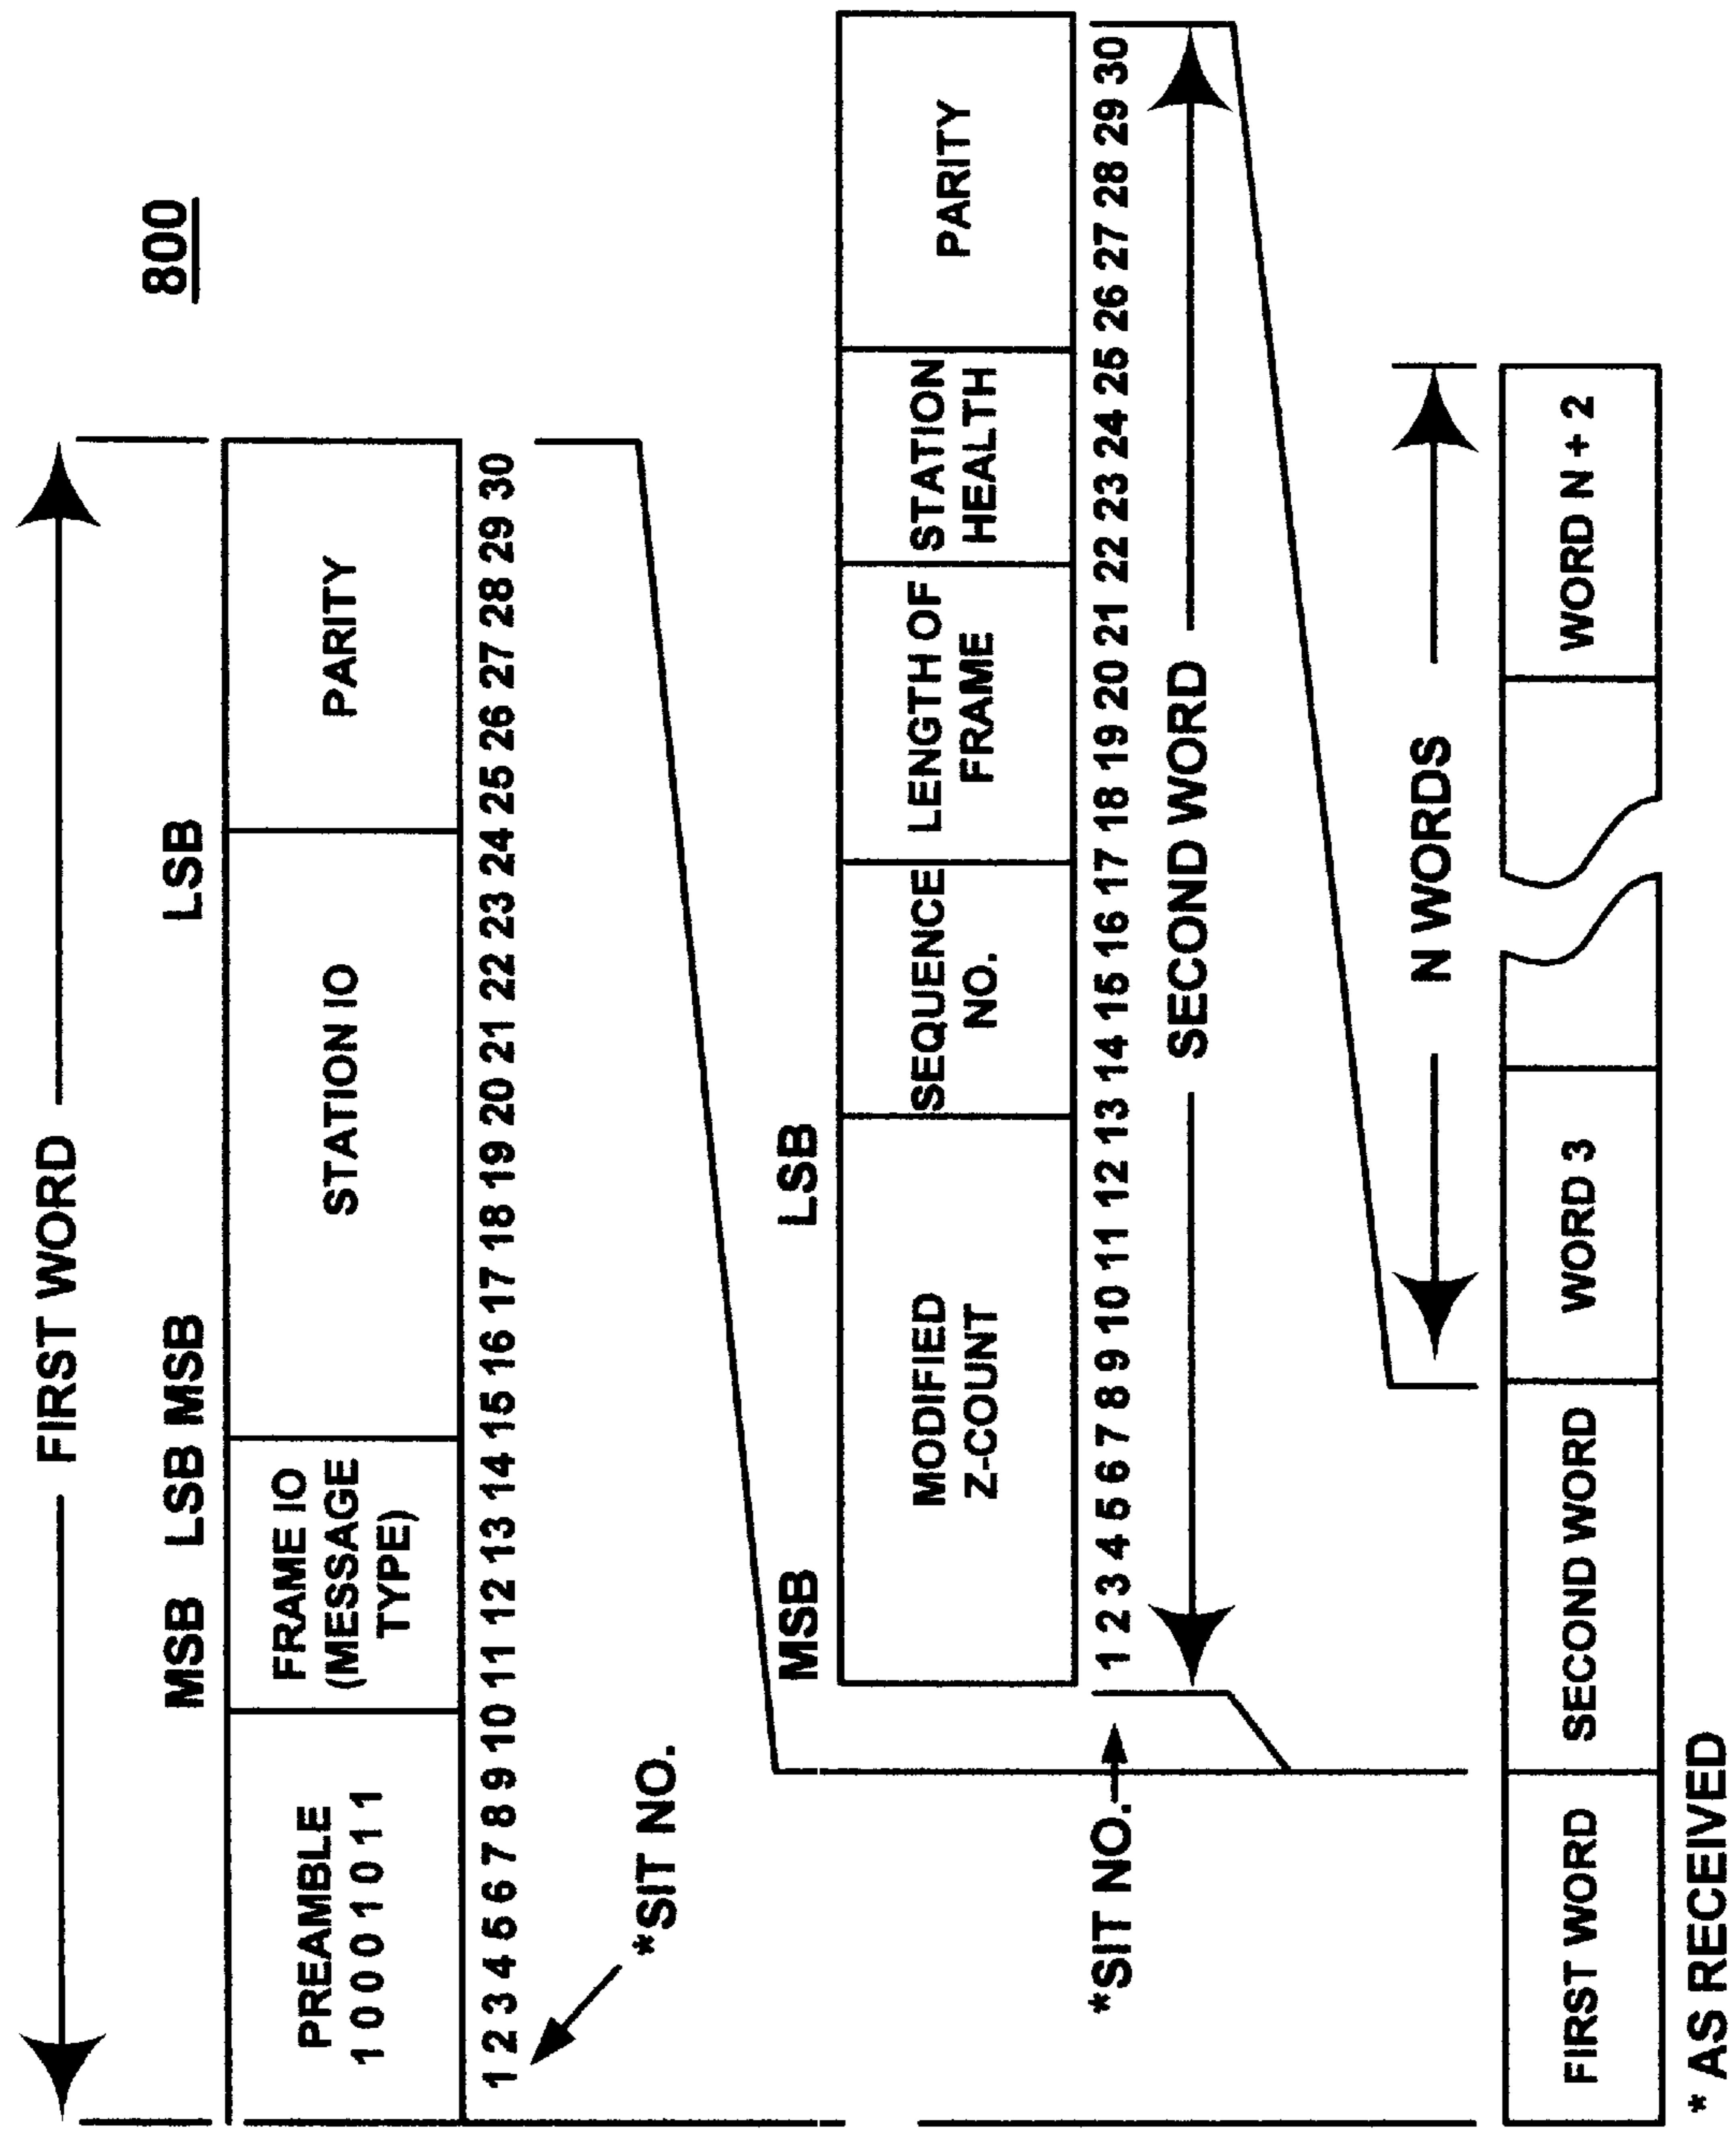 800
FIRST WORD
MSB LSB MSB LSB
PREAMBLE
1 0 0 0 1 0 1 1
FRAME IO
(MESSAGE
TYPE)
STATION IO
PARITY
1 2 3 4 5 6 7 8 9 10 11 12 13 14 15 16 17 18 19 20 21 22 23 24 25 26 27 28 29 30
*SIT NO.
MSB LSB
MODIFIED
Z-COUNT
SEQUENCE
NO.
LENGTH OF
FRAME
STATION
HEALTH
PARITY
1 2 3 4 5 6 7 8 9 10 11 12 13 14 15 16 17 18 19 20 21 22 23 24 25 26 27 28 29 30
*SIT NO.
SECOND WORD
N WORDS
FIRST WORD
SECOND WORD
WORD 3
WORD N + 2
* AS RECEIVED